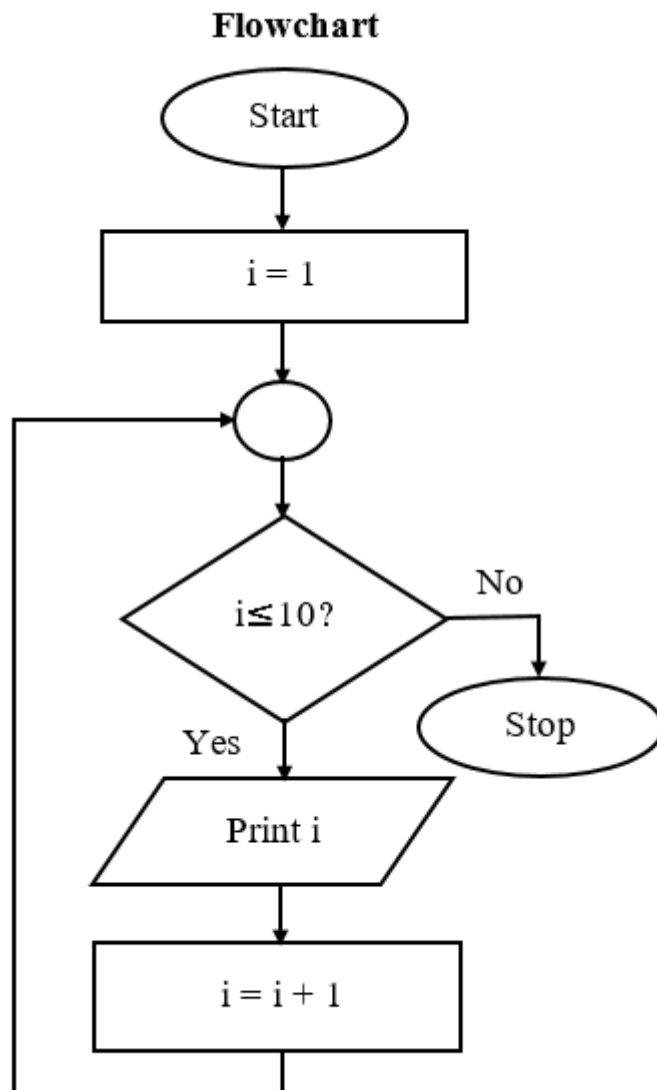 Flowchart
Start
i = 1
i≤10?
No
Stop
Yes
Print i
i = i + 1